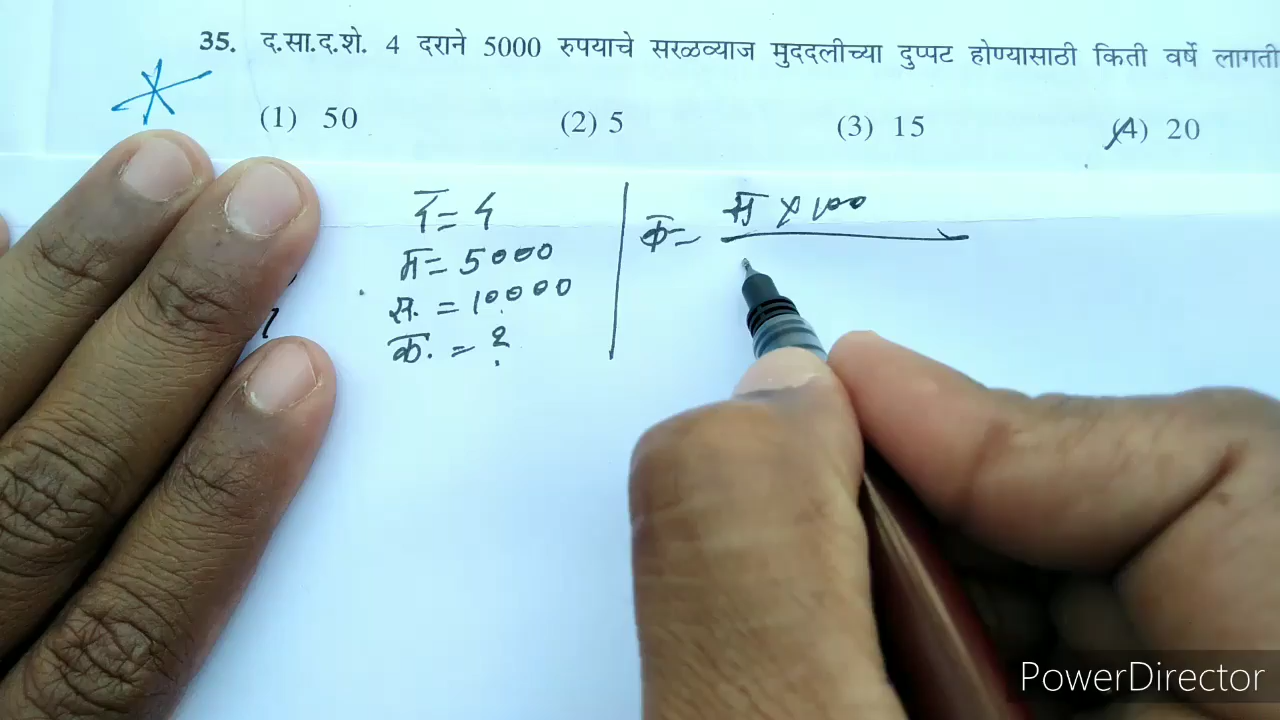 35. द.सा.द.शे. 4 दराने 5000 रुपयाचे सरळव्याज मुददलीच्या दुप्पट होण्यासाठी किती वर्षे लागती
(1) 50 (2) 5 (3) 15 (4) 20
र = ५
म = 5000
स. = 10000
क. = ?
क = म × 100
PowerDirector